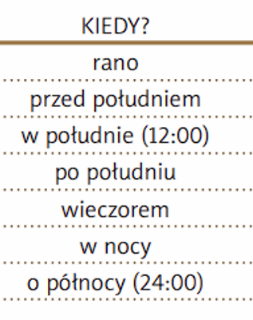 KIEDY?
rano
przed południem
w południe (12:00)
po południu
wieczorem
w nocy
o północy (24:00)